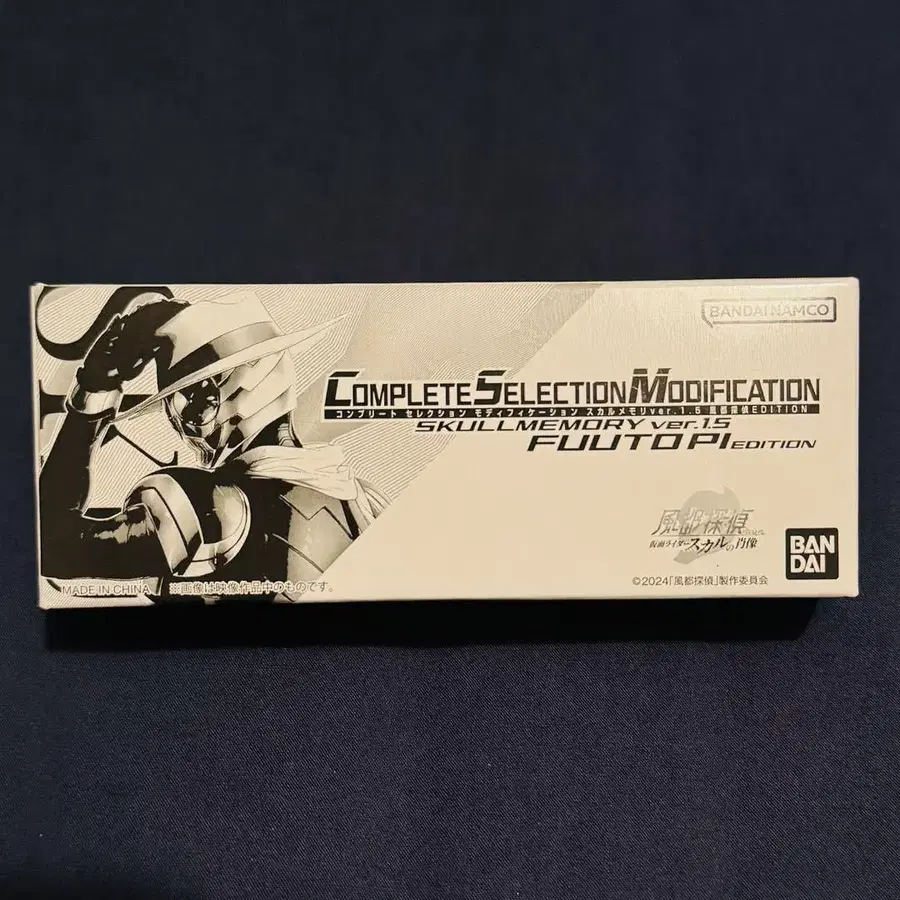 BANDAI NAMCO
COMPLETE SELECTION MODIFICATION
コンプリート セレクション モディフィケーション スカルメモリver.1.5 風都探偵EDITION
SKULLMEMORY ver.1.5
FUUTO PI EDITION
風都探偵
仮面ライダースカルの肖像
BAN
DAI
MADE IN CHINA ※画像は映像作品中のものです。
©2024「風都探偵」製作委員会